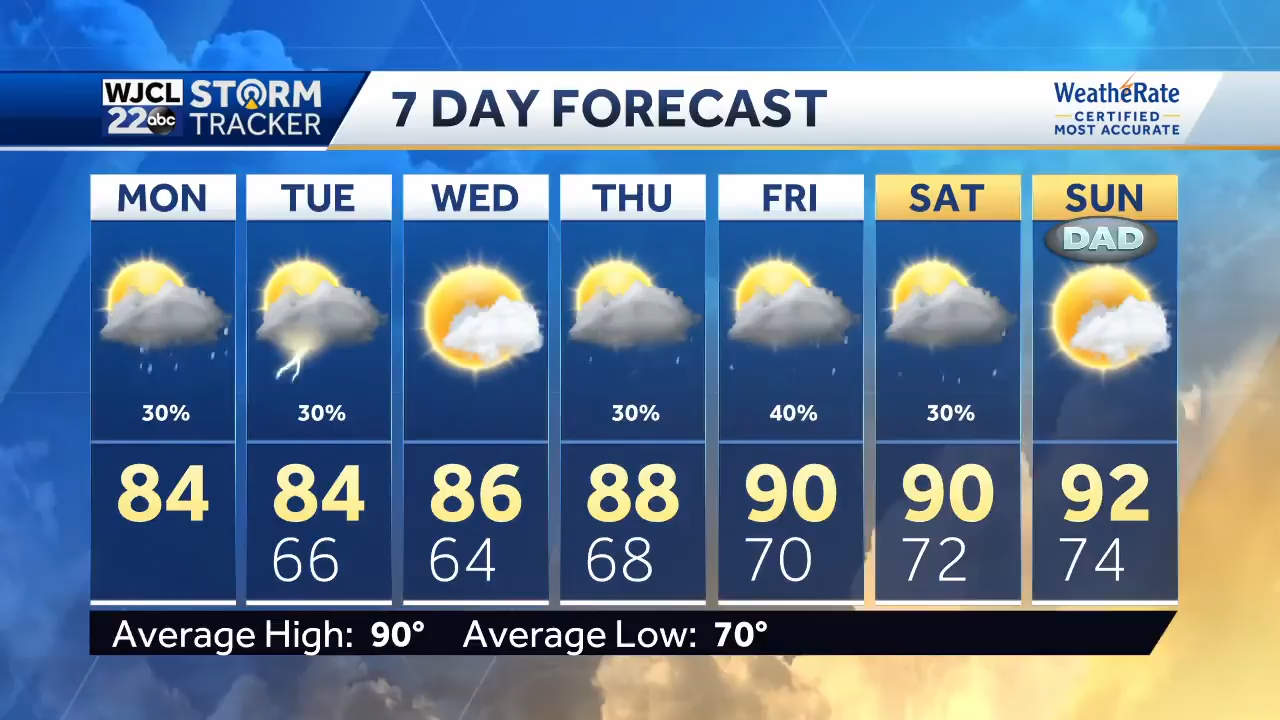 WJCL
22 abc
STORM
TRACKER
7 DAY FORECAST
WeatheRate
CERTIFIED
MOST ACCURATE
MON
TUE
WED
THU
FRI
SAT
SUN
DAD
30%
30%
30%
40%
30%
84
84
86
88
90
90
92
66
64
68
70
72
74
Average High: 90° Average Low: 70°